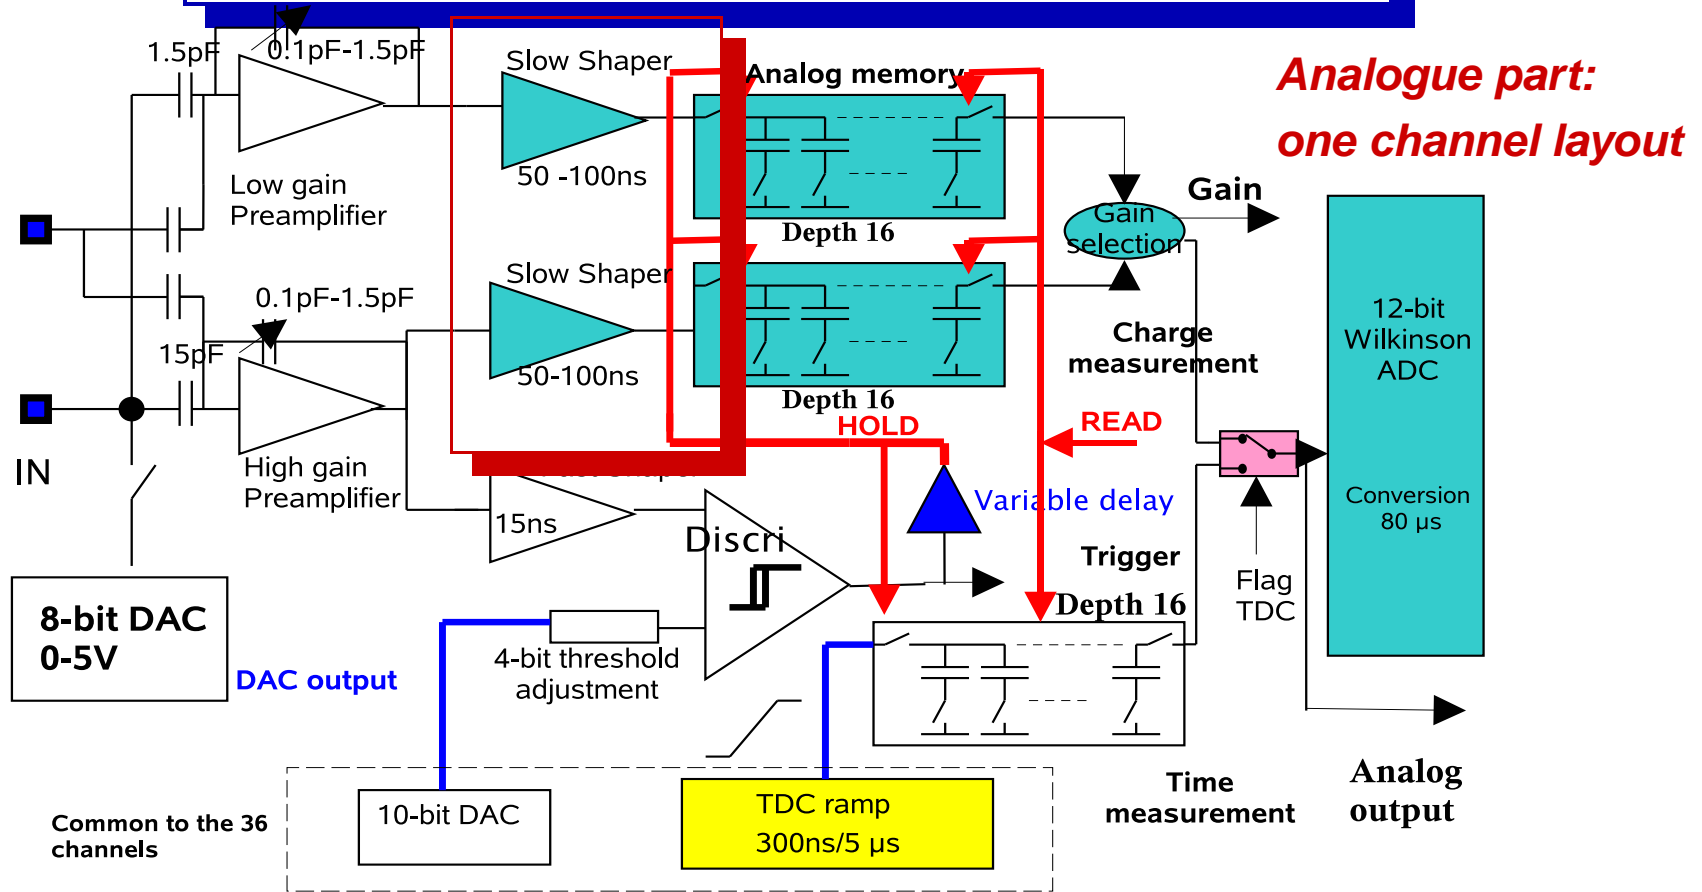 1.5pF
0.1pF-1.5pF
Slow Shaper
Analog memory
Analogue part:
one channel layout
50 -100ns
Low gain
Preamplifier
Depth 16
Gain
Gain
selection
Slow Shaper
0.1pF-1.5pF
15pF
50-100ns
Depth 16
Charge
measurement
12-bit
Wilkinson
ADC
Conversion
80 µs
HOLD
READ
IN
High gain
Preamplifier
15ns
Discri
Variable delay
Trigger
Depth 16
Flag
TDC
8-bit DAC
0-5V
DAC output
4-bit threshold
adjustment
Time
measurement
Analog
output
Common to the 36
channels
10-bit DAC
TDC ramp
300ns/5 µs